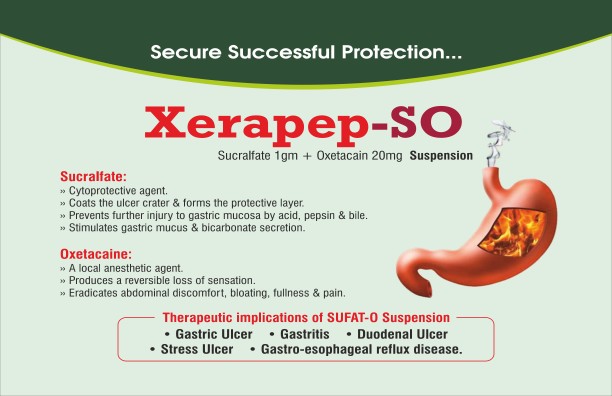 Secure Successful Protection...
Xerapep-SO
Sucralfate 1gm + Oxetacain 20mg Suspension
Sucralfate:
» Cytoprotective agent.
» Coats the ulcer crater & forms the protective layer.
» Prevents further injury to gastric mucosa by acid, pepsin & bile.
» Stimulates gastric mucus & bicarbonate secretion.
Oxetacaine:
» A local anesthetic agent.
» Produces a reversible loss of sensation.
» Eradicates abdominal discomfort, bloating, fullness & pain.
Therapeutic implications of SUFAT-O Suspension
• Gastric Ulcer • Gastritis • Duodenal Ulcer
• Stress Ulcer • Gastro-esophageal reflux disease.